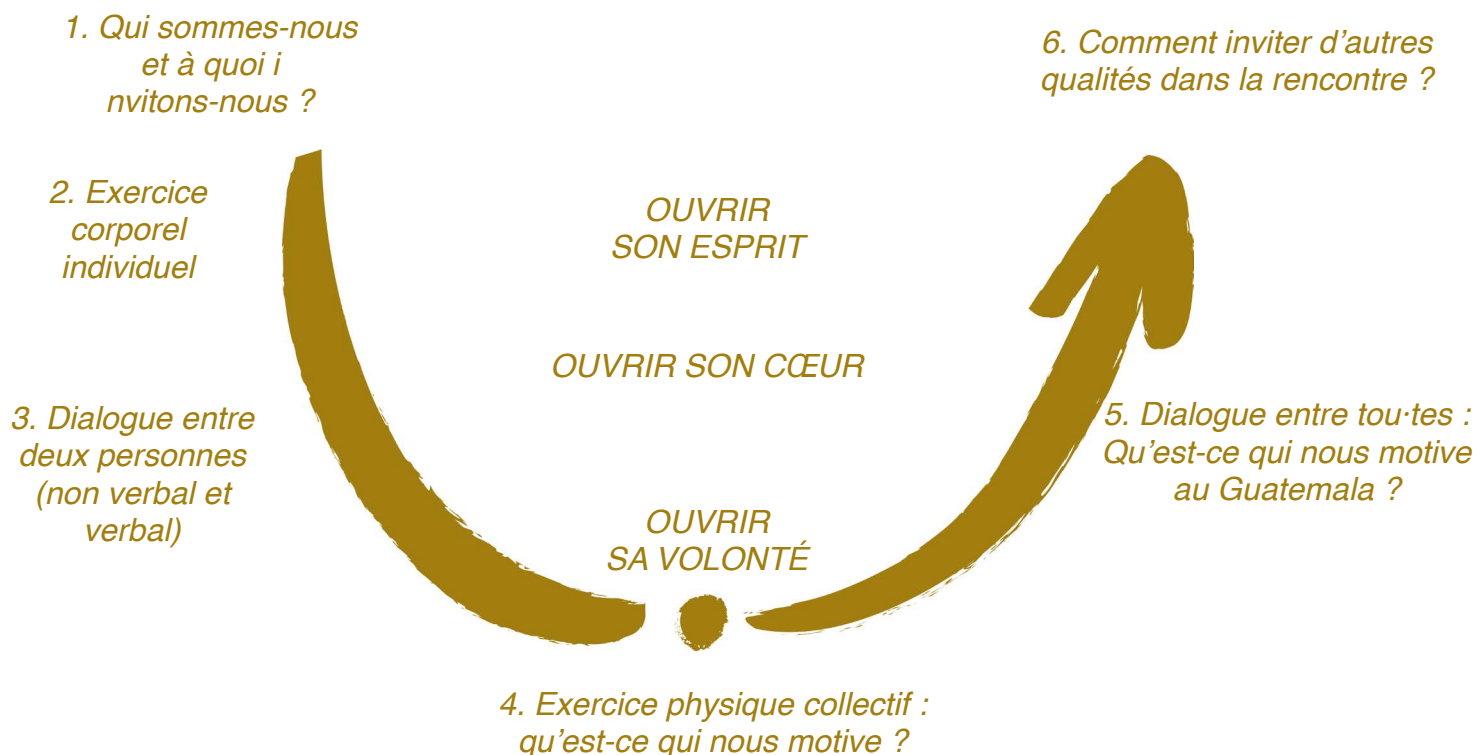 1. Qui sommes-nous
et à quoi i
nvitons-nous ?
2. Exercice
corporel
individuel
3. Dialogue entre
deux personnes
(non verbal et
verbal)
OUVRIR
SON ESPRIT
OUVRIR SON CŒUR
OUVRIR
SA VOLONTÉ
4. Exercice physique collectif :
qu’est-ce qui nous motive ?
5. Dialogue entre tou·tes :
Qu’est-ce qui nous motive
au Guatemala ?
6. Comment inviter d’autres
qualités dans la rencontre ?